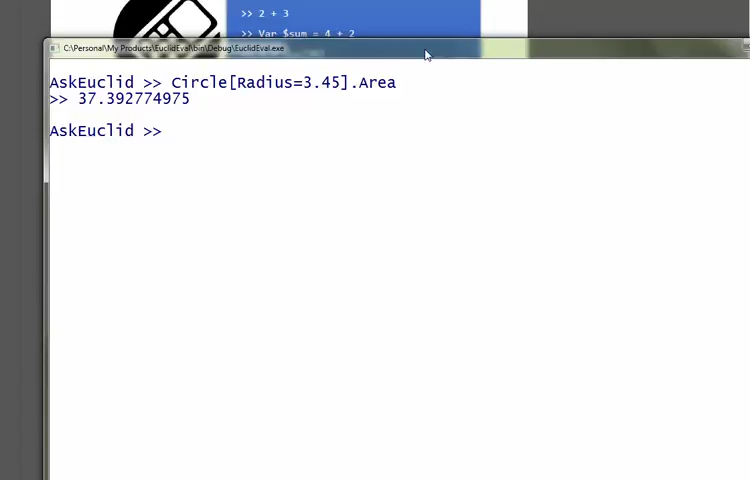 >> 2 + 3
>> Var $sum = 4 + 2
C:\Personal\My Products\EuclidEval\bin\Debug\EuclidEval.exe
AskEuclid >> Circle[Radius=3.45].Area
>> 37.392774975
AskEuclid >>